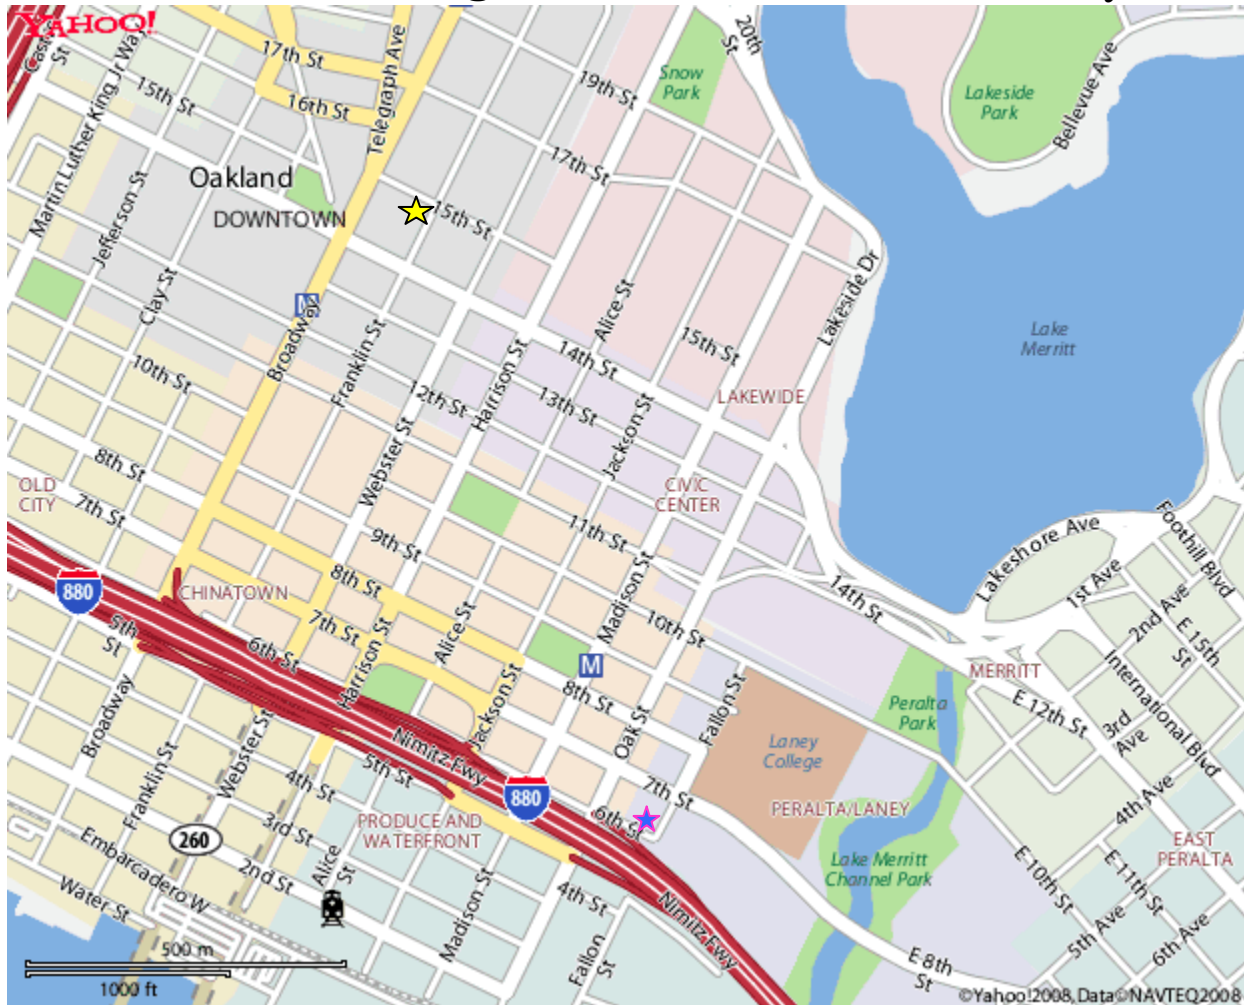 YAHOO!
20th
St
17th St
Telegraph Ave
19th St
Snow
Park
Lakeside
Park
Bellevue Ave
15th St
16th St
Martin Luther King Jr Way
17th St
Oakland
DOWNTOWN
15th St
Jefferson St
Clay St
Lakeside Dr
Alice St
Broadway
Franklin St
15th St
Lake
Merritt
14th St
Harrison St
10th St
12th St
13th St
LAKEWIDE
Jackson St
Webster St
8th St
OLD
CITY
CIVIC
CENTER
7th St
11th St
9th St
Lakeshore Ave
Foothill Blvd
880
CHINATOWN
8th St
1st Ave
14th St
Madison St
2nd Ave
5th
St
7th St
Alice St
10th St
E 15th
St
6th St
Harrison St
M
MERRITT
International Blvd
8th St
Fallon St
Peralta
Park
E 12th St
3rd
Ave
Broadway
Jackson St
Oak St
Laney
College
Webster St
Nimitz Fwy
5th St
Franklin St
4th St
880
7th St
PERALTA/LANEY
4th Ave
6th St
3rd St
PRODUCE AND
WATERFRONT
EAST
PERALTA
260
Embarcadero W
2nd St
Alice
St
Lake Merritt
Channel Park
E 10th St
E 11th St
4th St
Water St
Madison St
Nimitz Fwy
5th Ave
6th Ave
500 m
Fallon
St
E 8th
St
1000 ft
©Yahoo!2008, Data©NAVTEQ2008